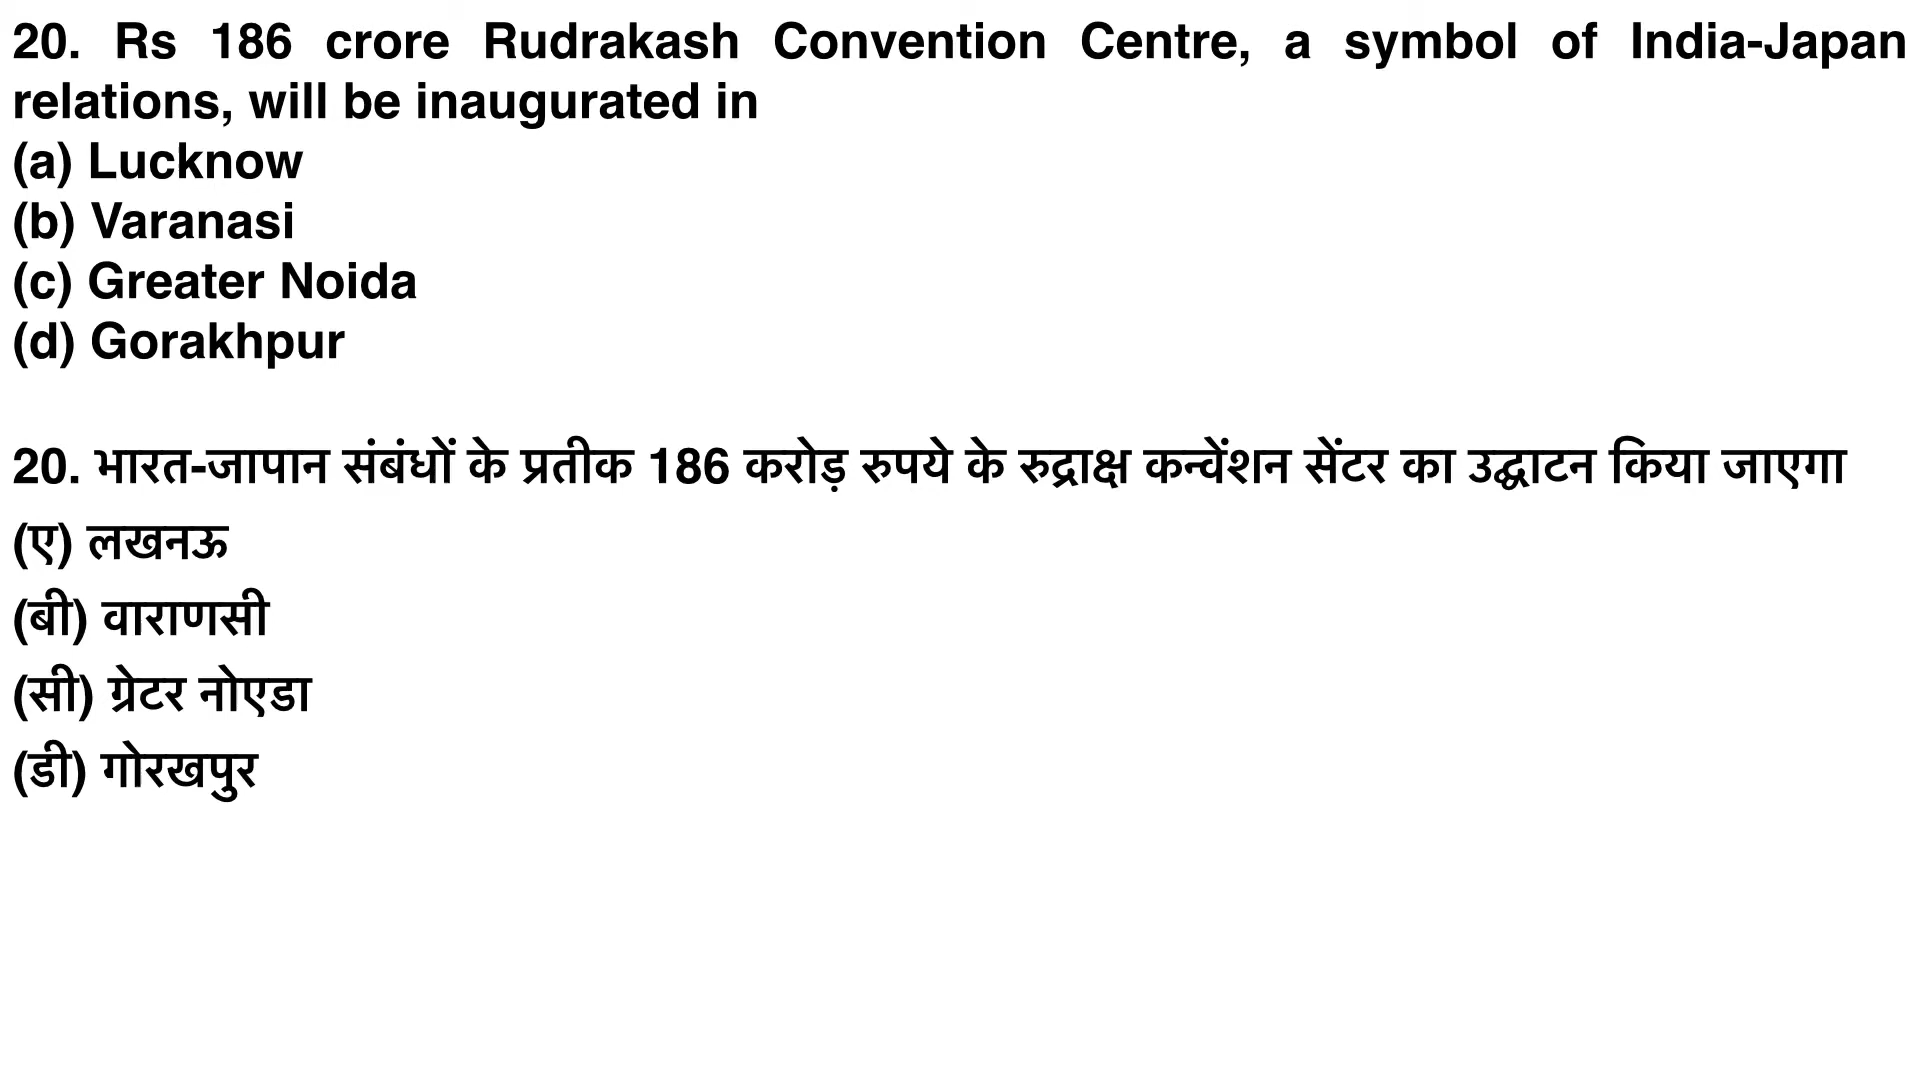 20. Rs 186 crore Rudrakash Convention Centre, a symbol of India-Japan
relations, will be inaugurated in
(a) Lucknow
(b) Varanasi
(c) Greater Noida
(d) Gorakhpur
20. भारत-जापान संबंधों के प्रतीक 186 करोड़ रुपये के रुद्राक्ष कन्वेंशन सेंटर का उद्घाटन किया जाएगा
(ए) लखनऊ
(बी) वाराणसी
(सी) ग्रेटर नोएडा
(डी) गोरखपुर